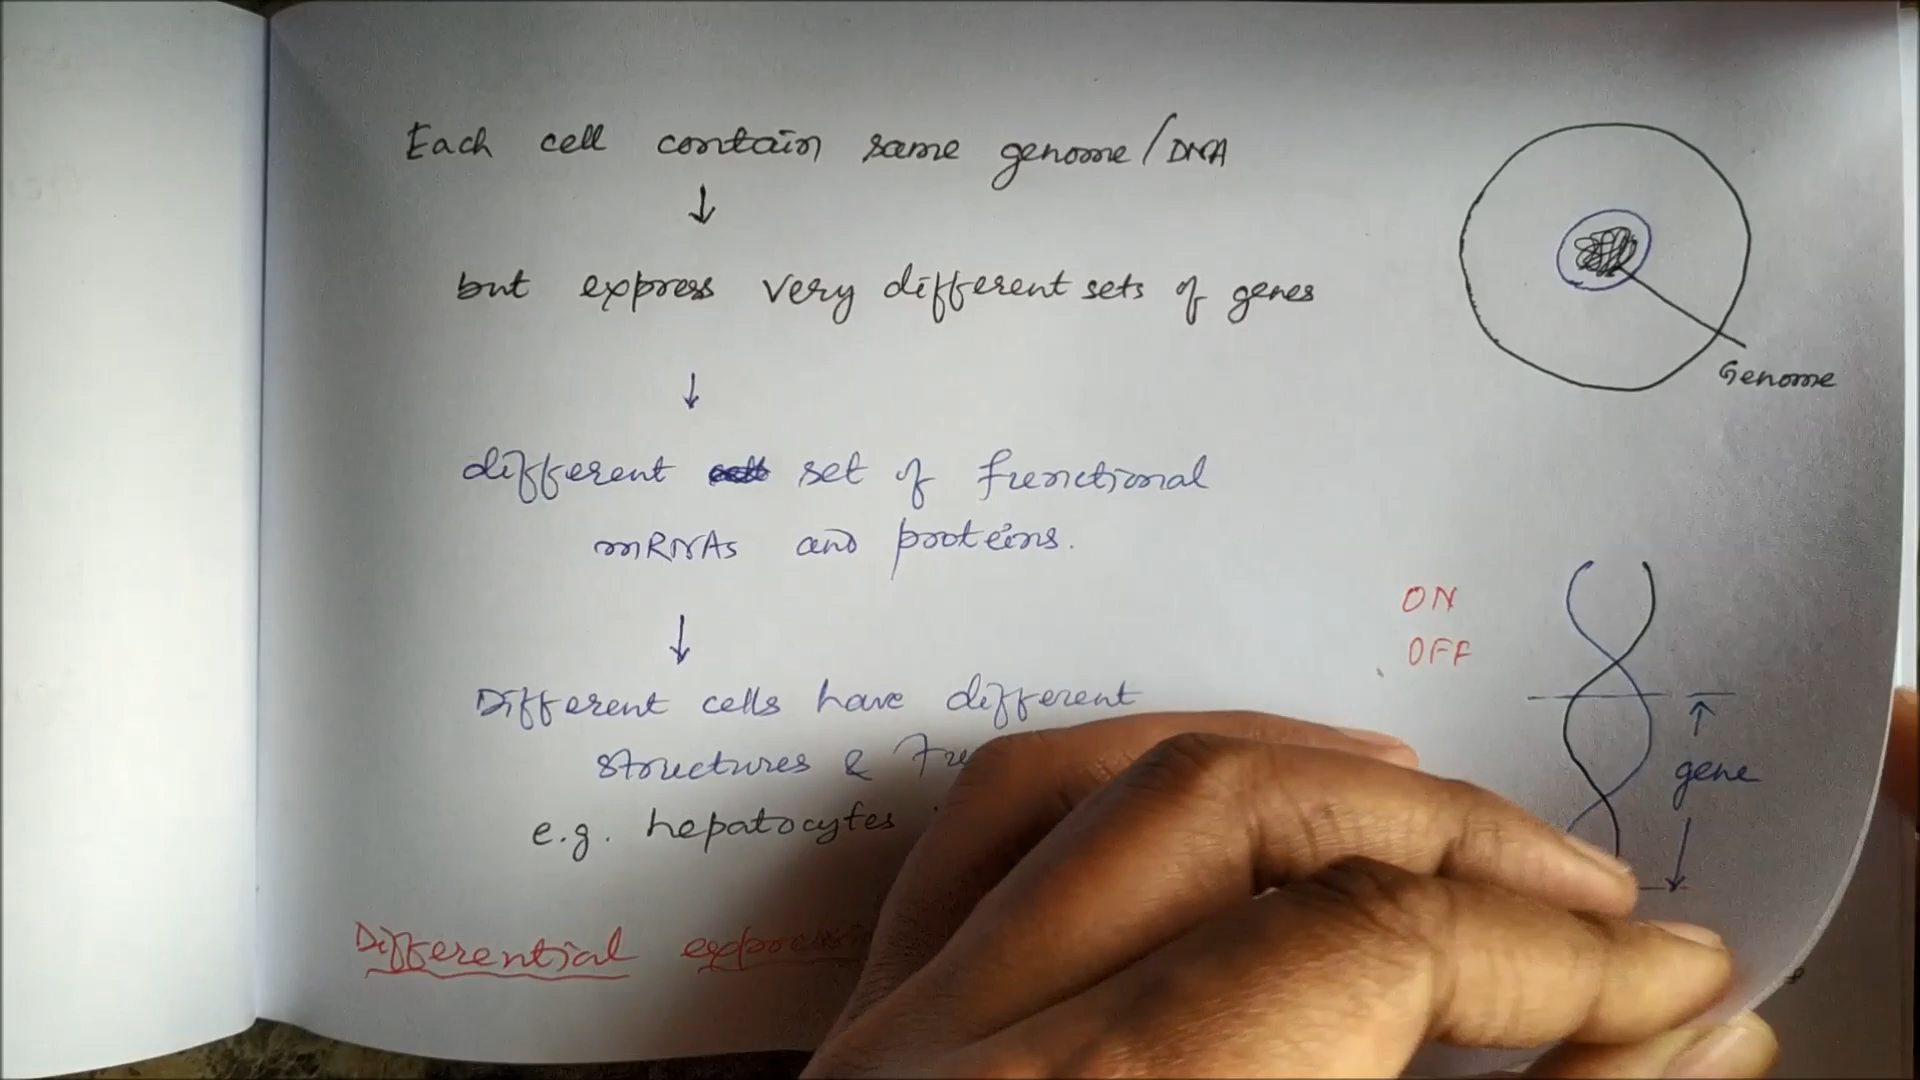 Each cell contain same genome/DNA
↓
but express very different sets of genes
↓
different set of functional
mRNAs and proteins.
↓
Different cells have different
structures &
e.g. hepatocytes
Differential
Genome
ON
OFF
gene